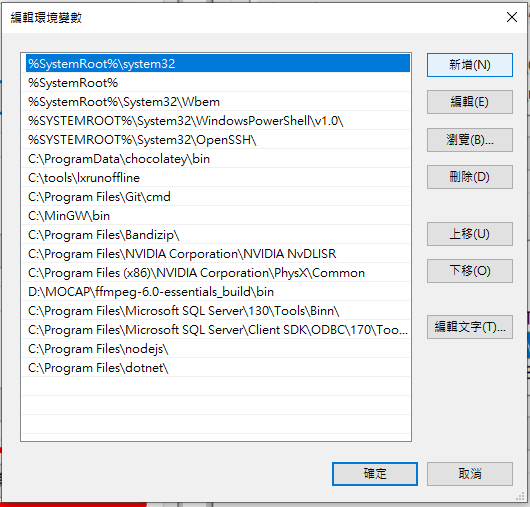 編輯環境變數
%SystemRoot%\system32
%SystemRoot%
%SystemRoot%\System32\Wbem
%SYSTEMROOT%\System32\WindowsPowerShell\v1.0\
%SYSTEMROOT%\System32\OpenSSH\
C:\ProgramData\chocolatey\bin
C:\tools\lxrunoffline
C:\Program Files\Git\cmd
C:\MinGW\bin
C:\Program Files\Bandizip\
C:\Program Files\NVIDIA Corporation\NVIDIA NvDLISR
C:\Program Files (x86)\NVIDIA Corporation\PhysX\Common
D:\MOCAP\ffmpeg-6.0-essentials_build\bin
C:\Program Files\Microsoft SQL Server\130\Tools\Binn\
C:\Program Files\Microsoft SQL Server\Client SDK\ODBC\170\Too...
C:\Program Files\nodejs\
C:\Program Files\dotnet\
新增(N)
編輯(E)
瀏覽(B)...
刪除(D)
上移(U)
下移(O)
編輯文字(T)...
確定
取消